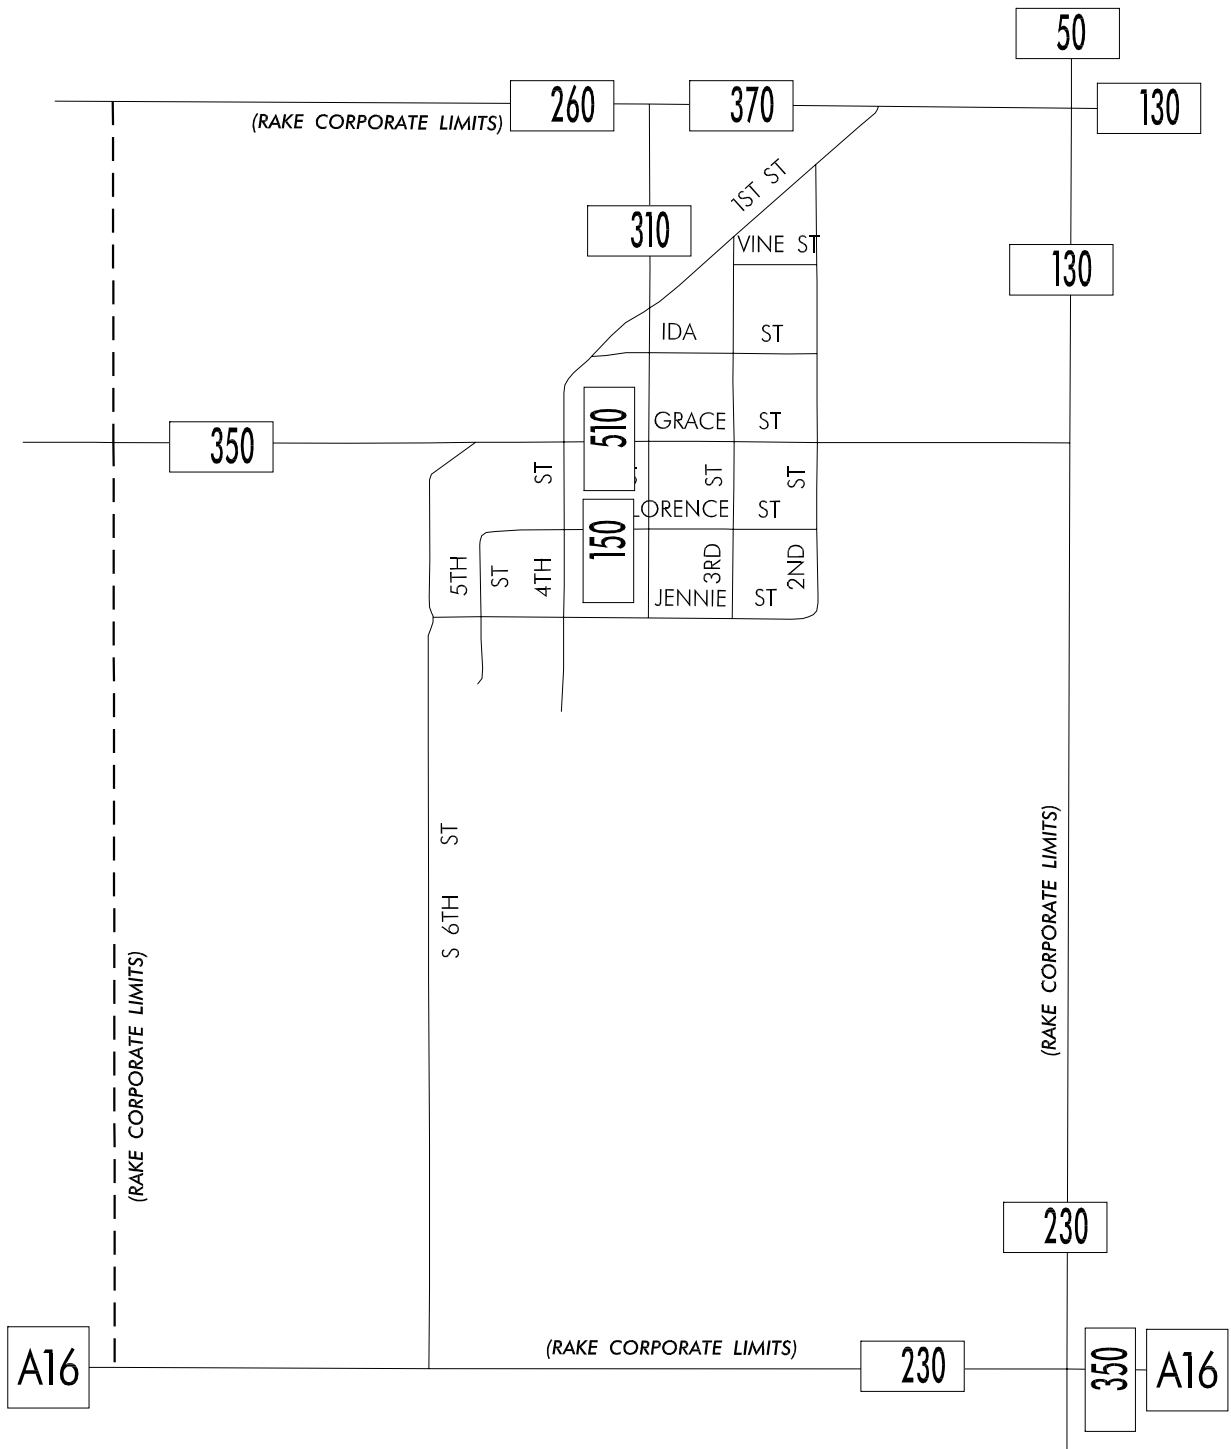 50
260
370
130
(RAKE CORPORATE LIMITS)
1ST ST
310
VINE ST
130
IDA ST
510
GRACE ST
350
ST
ST
ST
LORENCE ST
150
5TH
ST
4TH
3RD
2ND
JENNIE ST
S 6TH ST
(RAKE CORPORATE LIMITS)
(RAKE CORPORATE LIMITS)
230
(RAKE CORPORATE LIMITS)
A16
230
350
A16